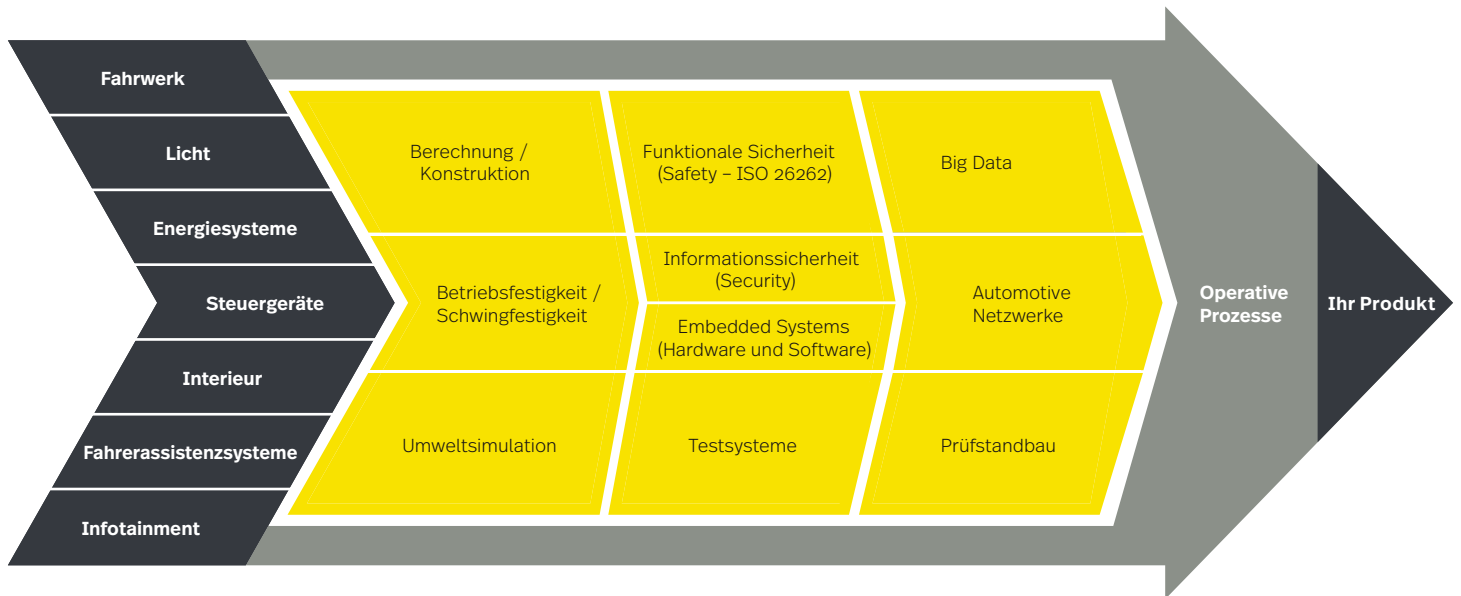 Fahrwerk
Licht
Energiesysteme
Steuergeräte
Interieur
Fahrerassistenzsysteme
Infotainment
Berechnung /
Konstruktion
Betriebsfestigkeit /
Schwingfestigkeit
Umweltsimulation
Funktionale Sicherheit
(Safety – ISO 26262)
Informationssicherheit
(Security)
Embedded Systems
(Hardware und Software)
Testsysteme
Big Data
Automotive
Netzwerke
Prüfstandbau
Operative
Prozesse
Ihr Produkt